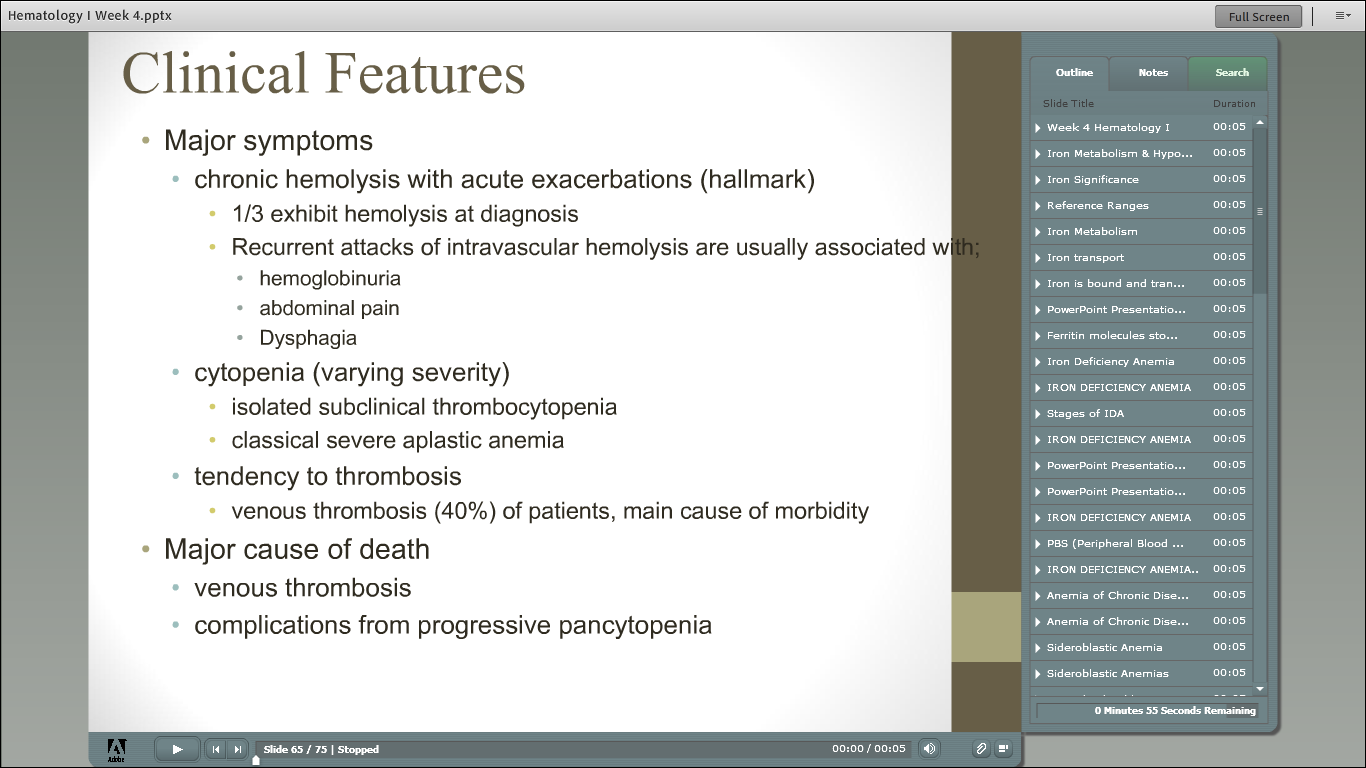 Hematology I Week 4.pptx
Full Screen
Clinical Features
• Major symptoms
• chronic hemolysis with acute exacerbations (hallmark)
• 1/3 exhibit hemolysis at diagnosis
• Recurrent attacks of intravascular hemolysis are usually associated with;
• hemoglobinuria
• abdominal pain
• Dysphagia
• cytopenia (varying severity)
• isolated subclinical thrombocytopenia
• classical severe aplastic anemia
• tendency to thrombosis
• venous thrombosis (40%) of patients, main cause of morbidity
• Major cause of death
• venous thrombosis
• complications from progressive pancytopenia
Outline Notes Search
Slide Title Duration
Week 4 Hematology I 00:05
Iron Metabolism & Hypo... 00:05
Iron Significance 00:05
Reference Ranges 00:05
Iron Metabolism 00:05
Iron transport 00:05
Iron is bound and tran... 00:05
PowerPoint Presentatio... 00:05
Ferritin molecules sto... 00:05
Iron Deficiency Anemia 00:05
IRON DEFICIENCY ANEMIA 00:05
Stages of IDA 00:05
IRON DEFICIENCY ANEMIA 00:05
PowerPoint Presentatio... 00:05
PowerPoint Presentatio... 00:05
IRON DEFICIENCY ANEMIA 00:05
PBS (Peripheral Blood ... 00:05
IRON DEFICIENCY ANEMIA.. 00:05
Anemia of Chronic Dise... 00:05
Anemia of Chronic Dise... 00:05
Sideroblastic Anemia 00:05
Sideroblastic Anemias 00:05
0 Minutes 55 Seconds Remaining
Adobe
Slide 65 / 75 | Stopped 00:00 / 00:05